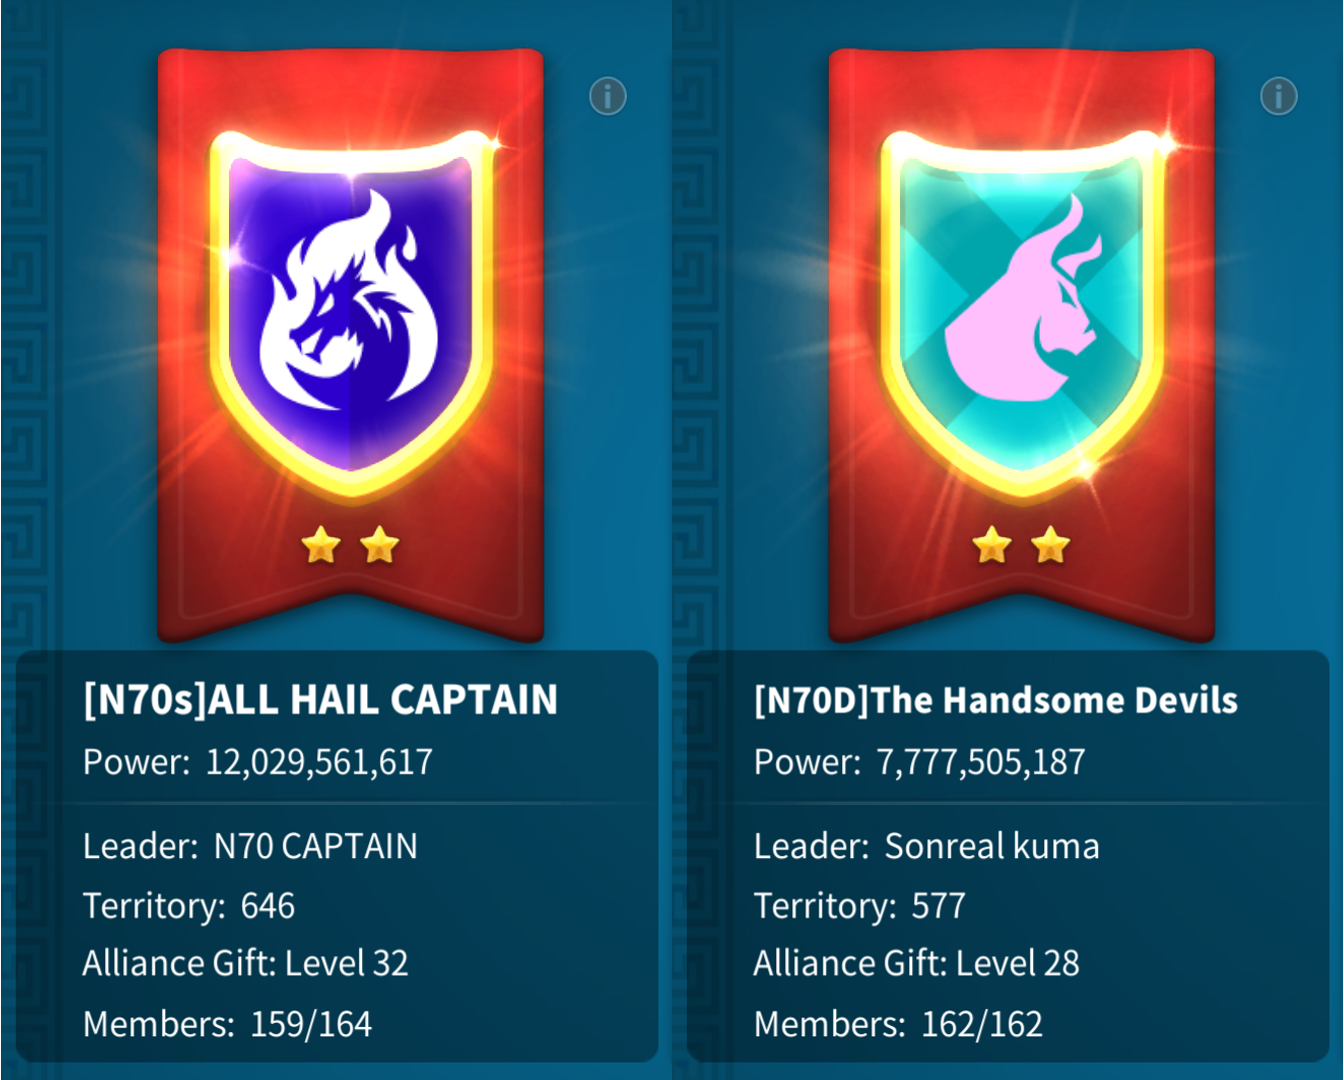 [N70s]ALL HAIL CAPTAIN
Power: 12,029,561,617
Leader: N70 CAPTAIN
Territory: 646
Alliance Gift: Level 32
Members: 159/164
[N70D]The Handsome Devils
Power: 7,777,505,187
Leader: Sonreal kuma
Territory: 577
Alliance Gift: Level 28
Members: 162/162